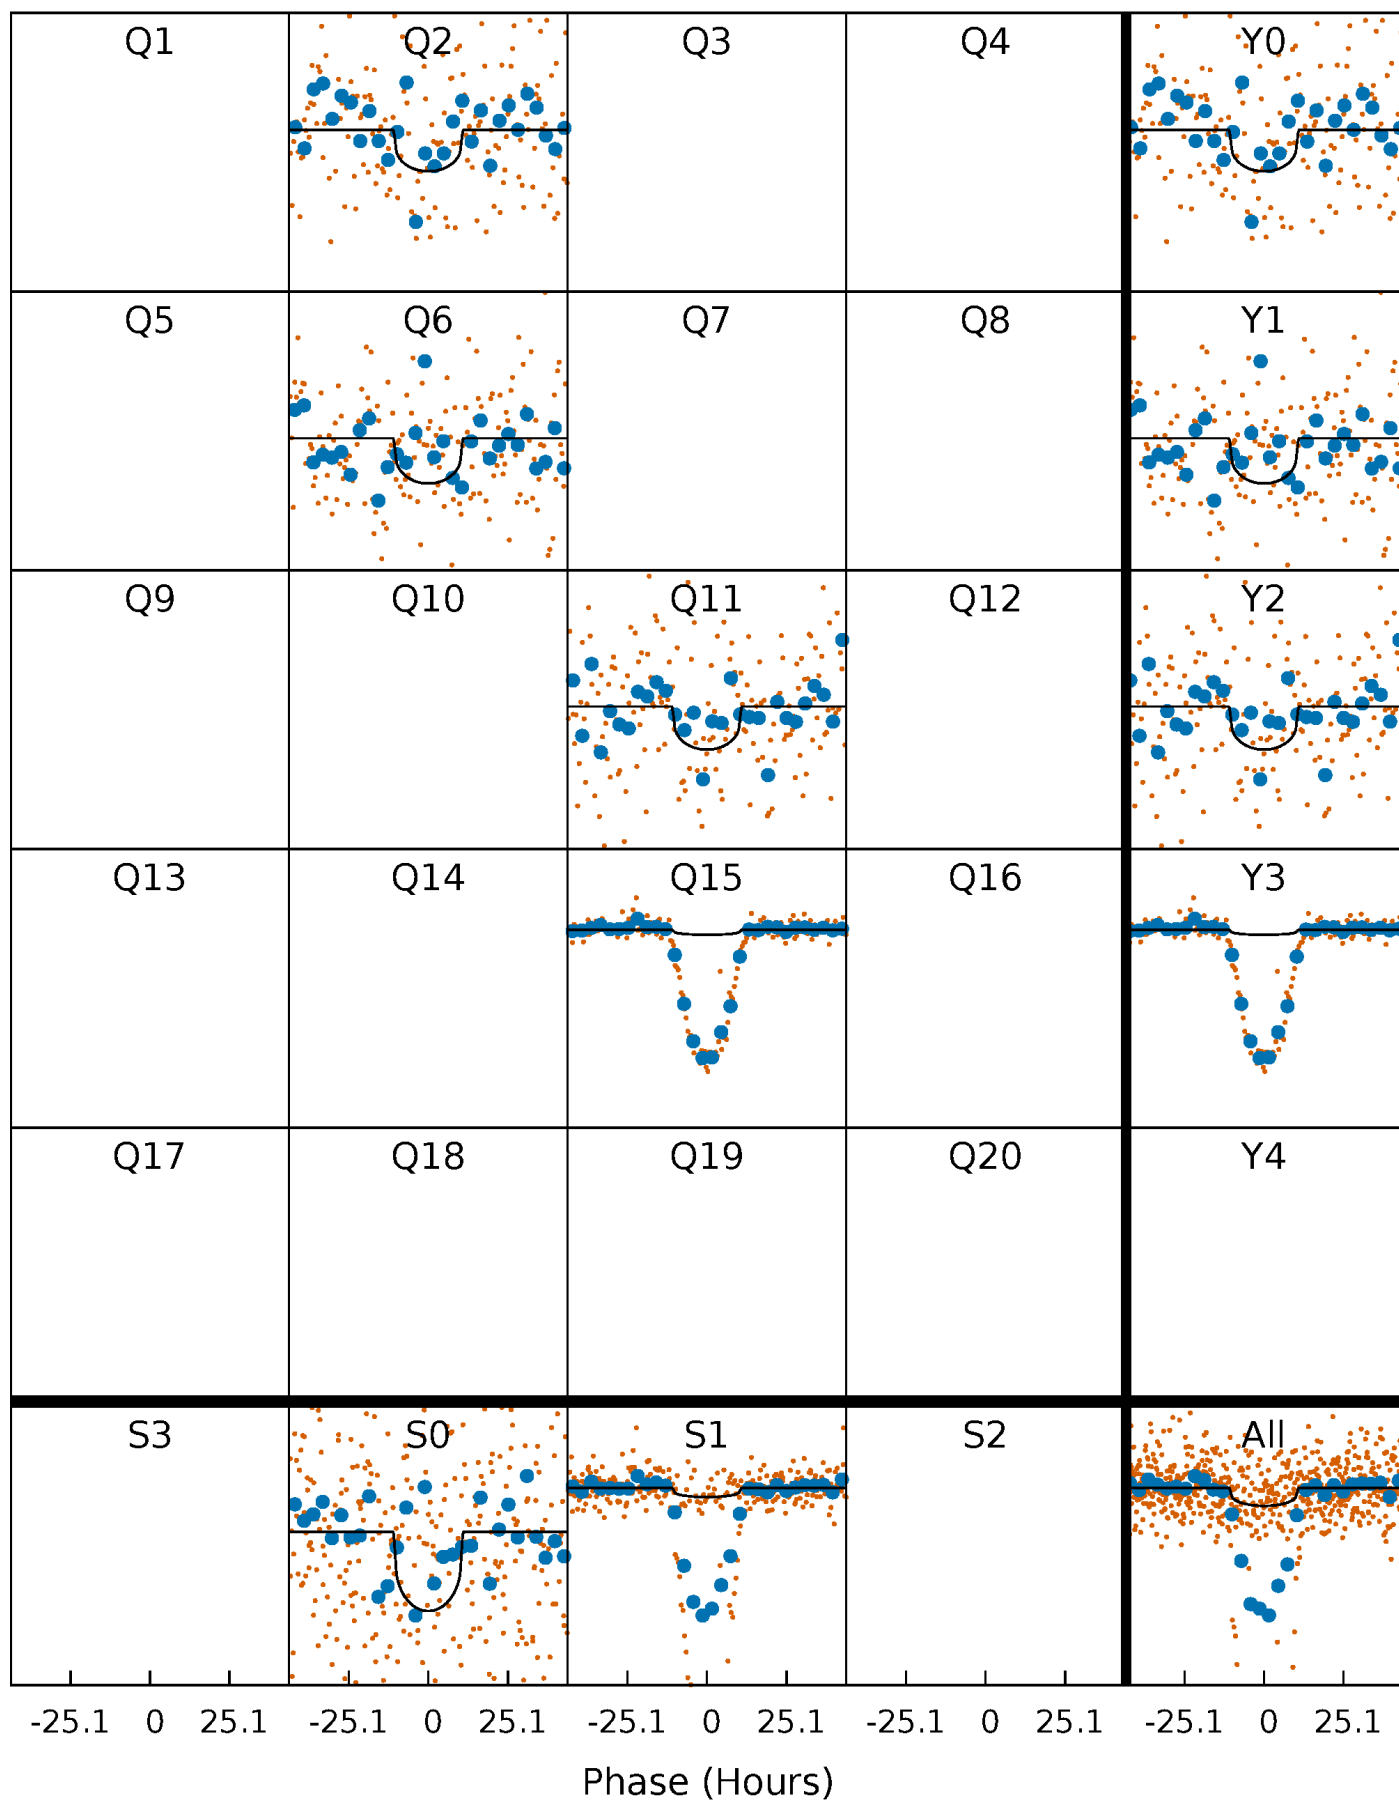 Q1 Q2 Q3 Q4 Y0
Q5 Q6 Q7 Q8 Y1
Q9 Q10 Q11 Q12 Y2
Q13 Q14 Q15 Q16 Y3
Q17 Q18 Q19 Q20 Y4
S3 S0 S1 S2 All
-25.1 0 25.1 -25.1 0 25.1 -25.1 0 25.1 -25.1 0 25.1 -25.1 0 25.1
Phase (Hours)